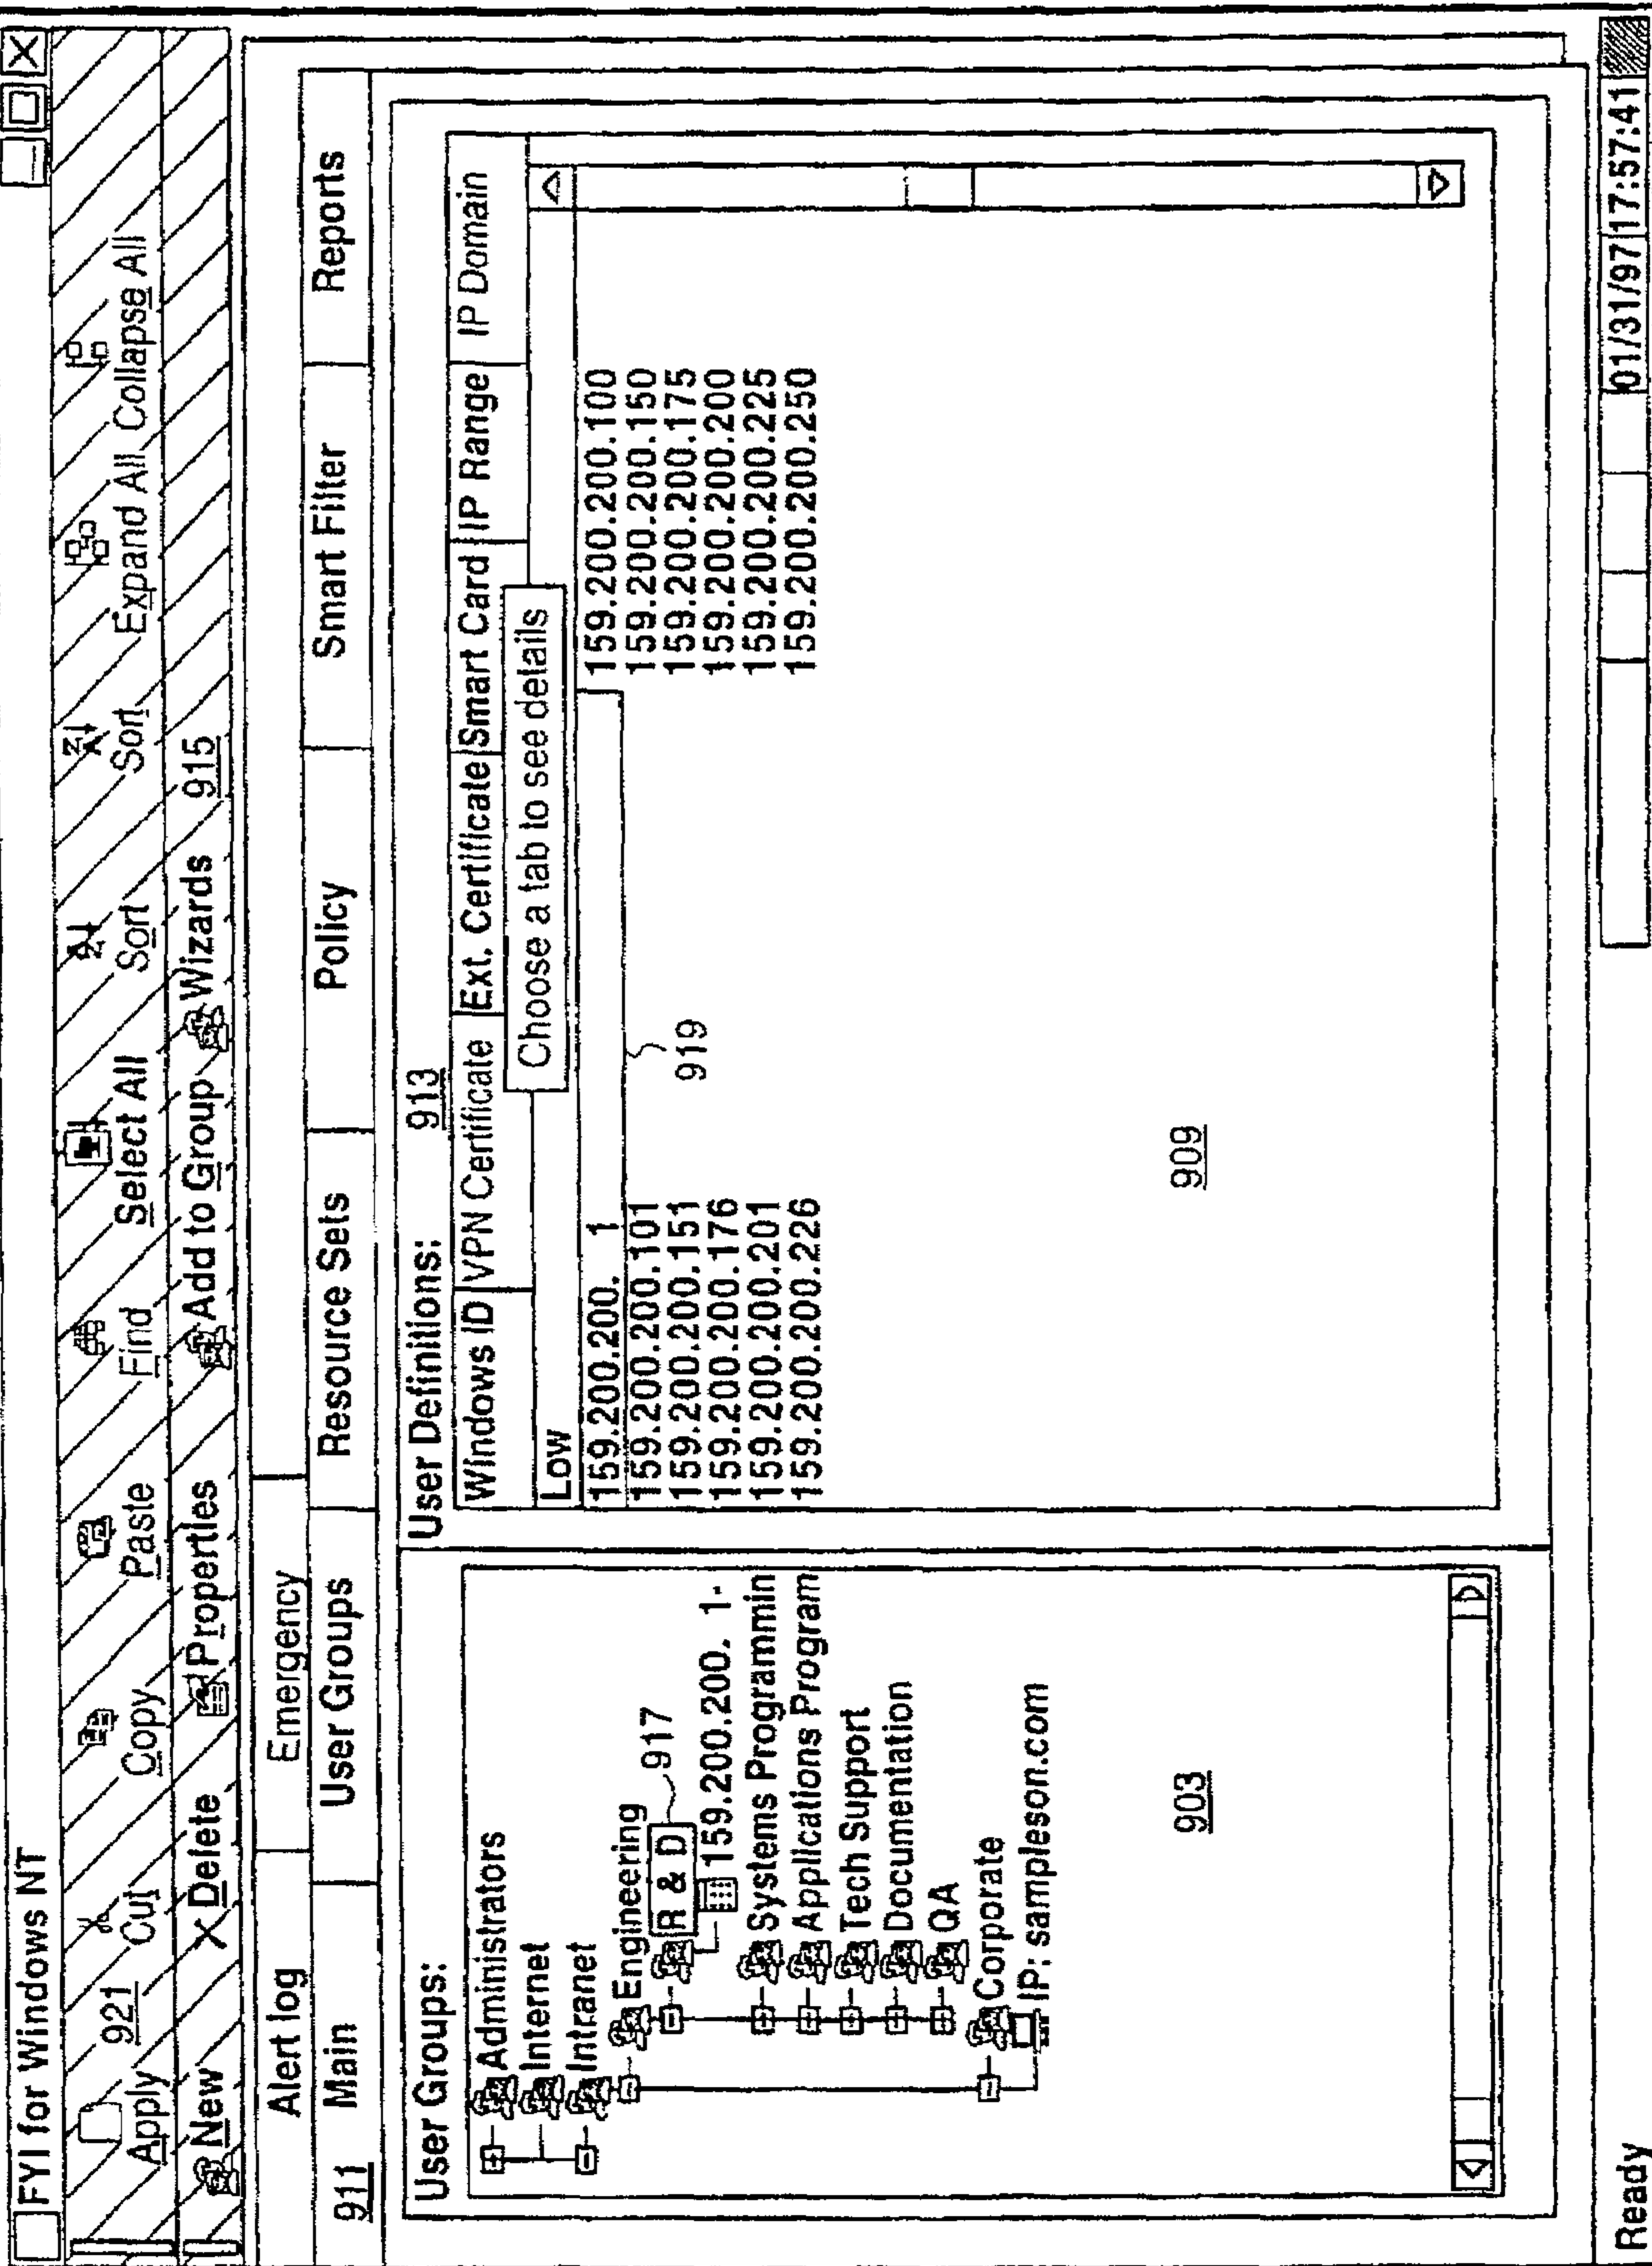 FYI for Windows NT
Apply 921 Cut Copy Paste Find Select All Sort Sort Expand All Collapse All
New Delete Properties Add to Group Wizards 915
Alert log Emergency
911 Main User Groups Resource Sets Policy Smart Filter Reports
User Groups:
Administrators
Internet
Intranet
Engineering
R & D 917
159.200.200. 1-
Systems Programmin
Applications Program
Tech Support
Documentation
QA
Corporate
IP: sampleson.com
903
User Definitions: 913
Windows ID VPN Certificate Ext. Certificate Smart Card IP Range IP Domain
Choose a tab to see details
Low
159.200.200. 1 159.200.200.100
159.200.200.101 159.200.200.150
159.200.200.151 159.200.200.175
159.200.200.176 159.200.200.200
159.200.200.201 159.200.200.225
159.200.200.226 159.200.200.250
919
909
Ready 01/31/97 17:57:41